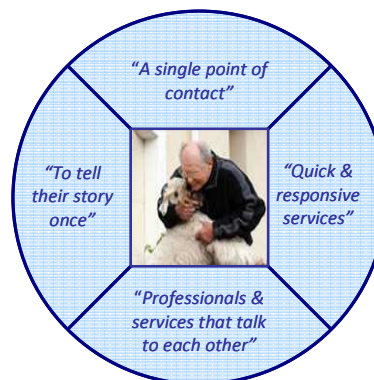 “A single point of
contact”
“To tell
their story
once”
“Quick &
responsive
services”
“Professionals &
services that talk
to each other”